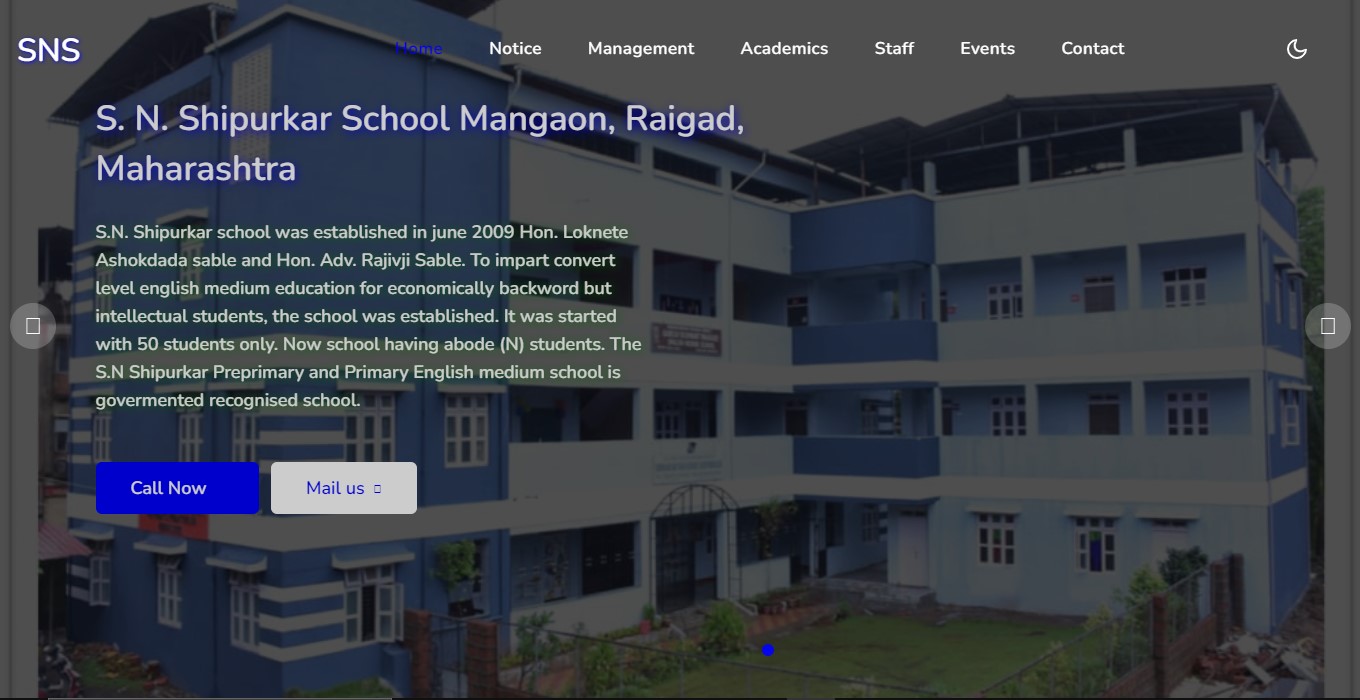 SNS
Home Notice Management Academics Staff Events Contact
S. N. Shipurkar School Mangaon, Raigad,
Maharashtra
S.N. Shipurkar school was established in june 2009 Hon. Loknete
Ashokdada sable and Hon. Adv. Rajivji Sable. To impart convert
level english medium education for economically backword but
intellectual students, the school was established. It was started
with 50 students only. Now school having abode (N) students. The
S.N Shipurkar Preprimary and Primary English medium school is
govermented recognised school.
Call Now
Mail us